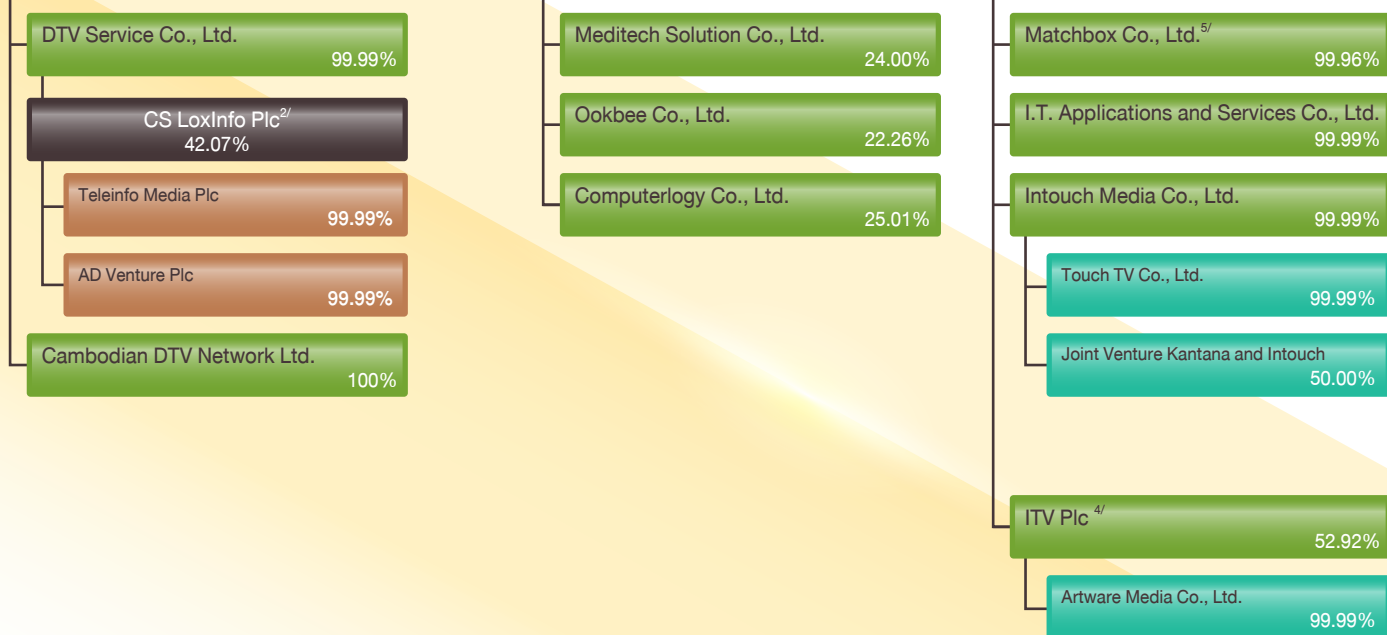 DTV Service Co., Ltd.
99.99%
CS LoxInfo Plc2/
42.07%
Teleinfo Media Plc
99.99%
AD Venture Plc
99.99%
Cambodian DTV Network Ltd.
100%
Meditech Solution Co., Ltd.
24.00%
Ookbee Co., Ltd.
22.26%
Computerlogy Co., Ltd.
25.01%
Matchbox Co., Ltd.5/
99.96%
I.T. Applications and Services Co., Ltd.
99.99%
Intouch Media Co., Ltd.
99.99%
Touch TV Co., Ltd.
99.99%
Joint Venture Kantana and Intouch
50.00%
ITV Plc 4/
52.92%
Artware Media Co., Ltd.
99.99%